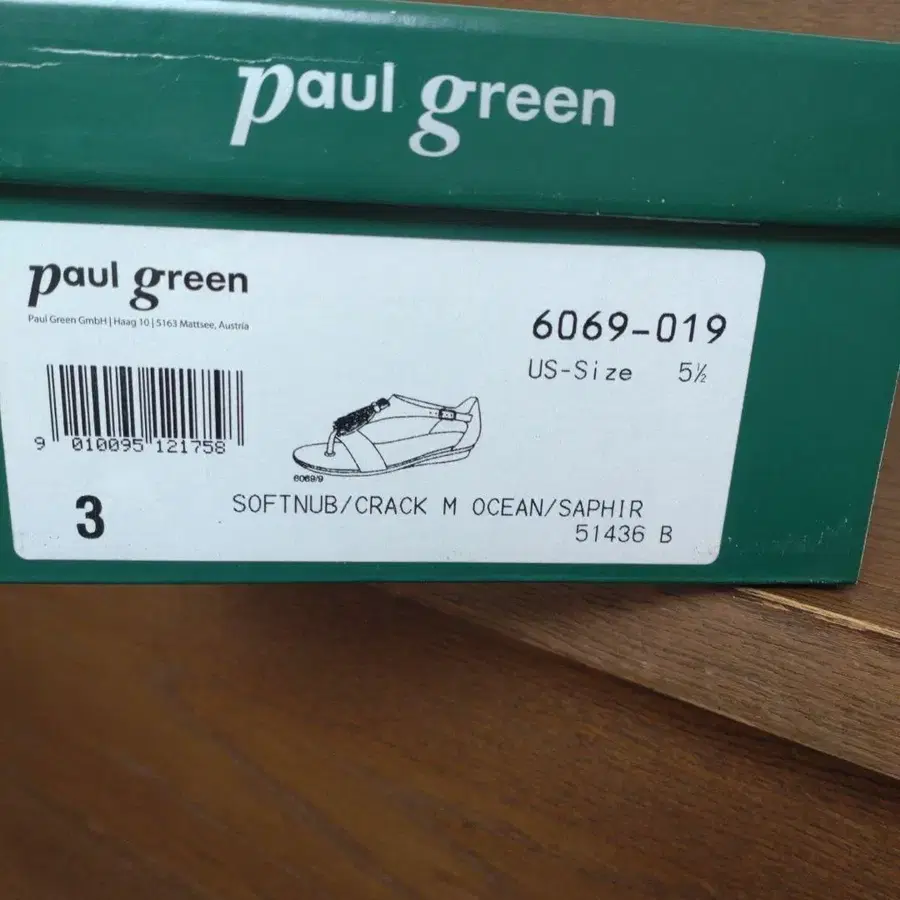 paul green
paul green
Paul Green GmbH | Haag 10 | 5163 Mattsee, Austria
6069-019
US-Size 5½
9 010095 121758
6069/9
3
SOFTNUB/CRACK M OCEAN/SAPHIR
51436 B